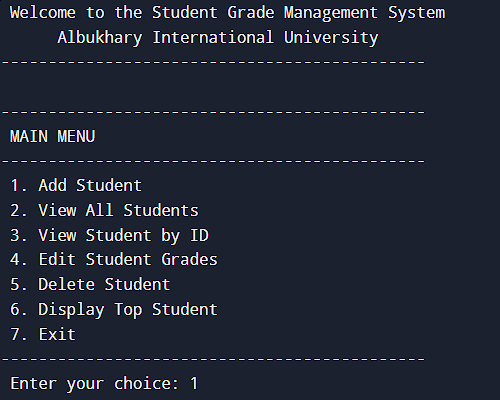 Welcome to the Student Grade Management System
Albukhary International University
---------------------------------------------
---------------------------------------------
MAIN MENU
---------------------------------------------
1. Add Student
2. View All Students
3. View Student by ID
4. Edit Student Grades
5. Delete Student
6. Display Top Student
7. Exit
---------------------------------------------
Enter your choice: 1